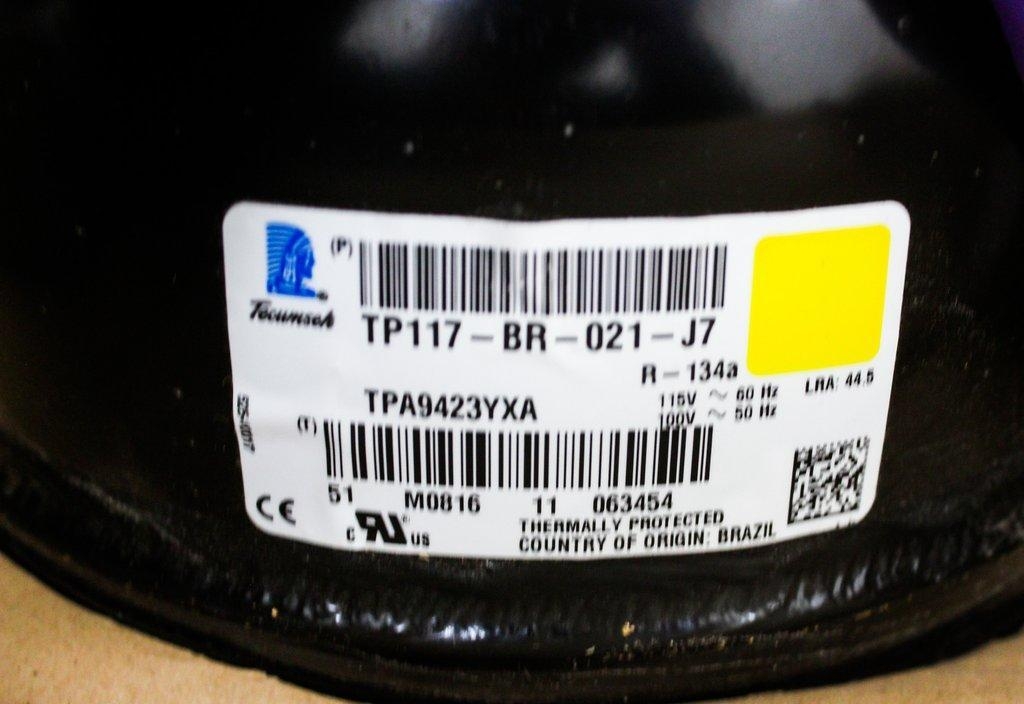 (P)
Tecumseh
TP117-BR-021-J7
R-134a
LRA: 44.5
TPA9423YXA
115V ~ 60 Hz
100V ~ 50 Hz
(T)
51 M0816 11 063454
CE
c RU ® US
THERMALLY PROTECTED
COUNTRY OF ORIGIN: BRAZIL